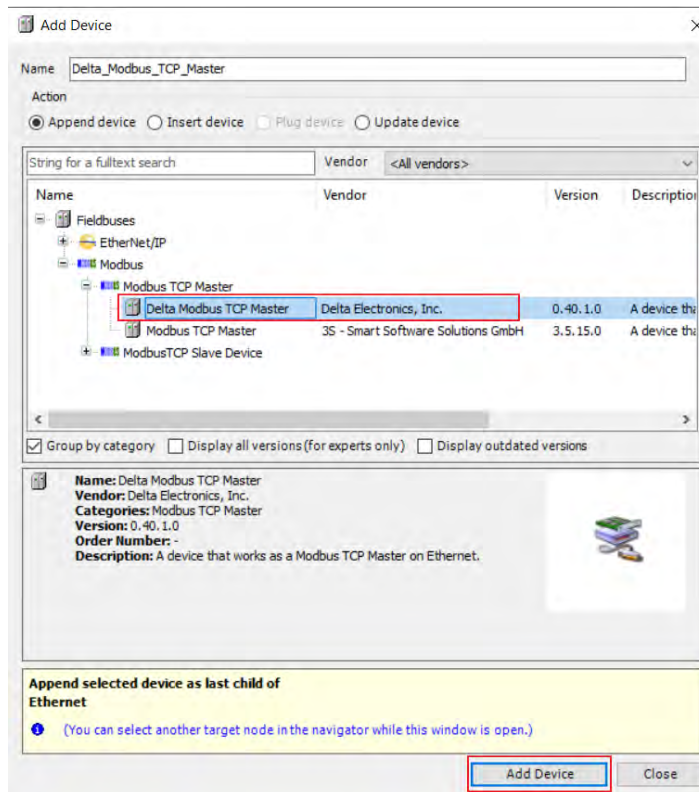 Add Device
Name Delta_Modbus_TCP_Master
Action
Append device Insert device Plug device Update device
String for a fulltext search Vendor <All vendors>
Name Vendor Version Description
Fieldbuses
EtherNet/IP
Modbus
Modbus TCP Master
Delta Modbus TCP Master Delta Electronics, Inc. 0.40.1.0 A device tha
Modbus TCP Master 3S - Smart Software Solutions GmbH 3.5.15.0 A device tha
ModbusTCP Slave Device
Group by category Display all versions (for experts only) Display outdated versions
Name: Delta Modbus TCP Master
Vendor: Delta Electronics, Inc.
Categories: Modbus TCP Master
Version: 0.40.1.0
Order Number: -
Description: A device that works as a Modbus TCP Master on Ethernet.
Append selected device as last child of
Ethernet
(You can select another target node in the navigator while this window is open.)
Add Device Close